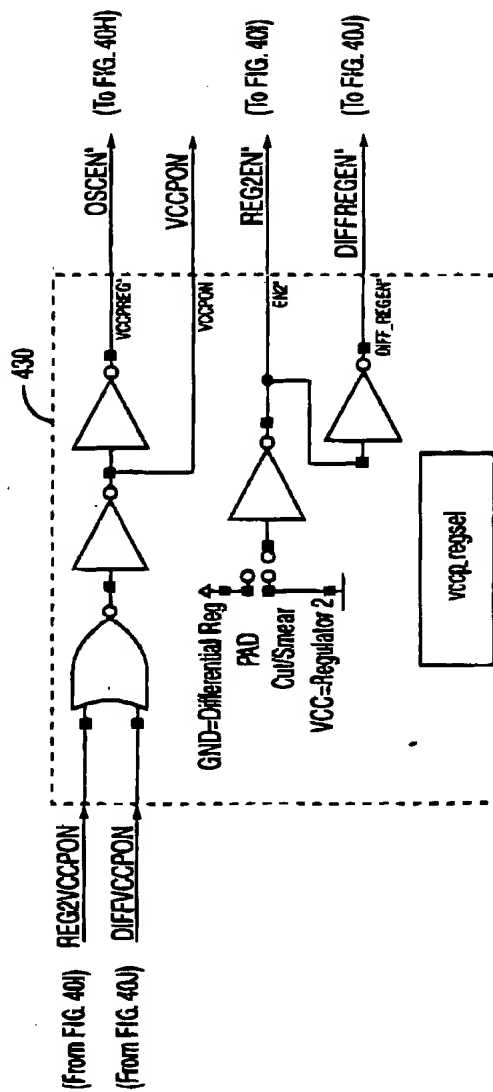 430
(From FIG. 40I) REG2VCCPON
(From FIG. 40J) DIFFVCCPON
VCCPREG*
OSCEN*
(To FIG. 40H)
VCCPON
VCCPON
GND=Differential Reg
PAD
Cut/Smear
VCC=Regulator 2
EN2*
REG2EN*
(To FIG. 40I)
DIFF_REGEN*
DIFFREGEN*
(To FIG. 40J)
vccp_regsel